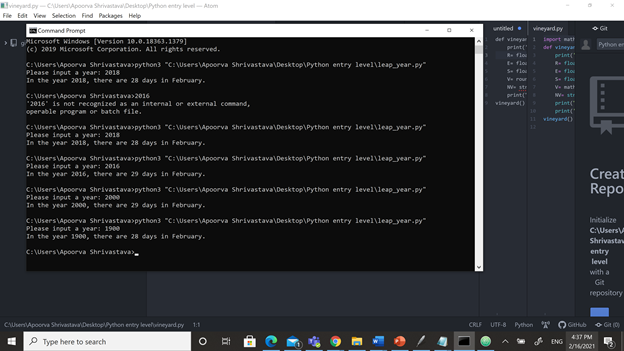 vineyard.py — C:\Users\Apoorva Shrivastava\Desktop\Python entry level — Atom
File Edit View Selection Find Packages Help
Command Prompt
Microsoft Windows [Version 10.0.18363.1379]
(c) 2019 Microsoft Corporation. All rights reserved.
C:\Users\Apoorva Shrivastava>python3 "C:\Users\Apoorva Shrivastava\Desktop\Python entry level\leap_year.py"
Please input a year: 2018
In the year 2018, there are 28 days in February.
C:\Users\Apoorva Shrivastava>2016
'2016' is not recognized as an internal or external command,
operable program or batch file.
C:\Users\Apoorva Shrivastava>python3 "C:\Users\Apoorva Shrivastava\Desktop\Python entry level\leap_year.py"
Please input a year: 2018
In the year 2018, there are 28 days in February.
C:\Users\Apoorva Shrivastava>python3 "C:\Users\Apoorva Shrivastava\Desktop\Python entry level\leap_year.py"
Please input a year: 2016
In the year 2016, there are 29 days in February.
C:\Users\Apoorva Shrivastava>python3 "C:\Users\Apoorva Shrivastava\Desktop\Python entry level\leap_year.py"
Please input a year: 2000
In the year 2000, there are 29 days in February.
C:\Users\Apoorva Shrivastava>python3 "C:\Users\Apoorva Shrivastava\Desktop\Python entry level\leap_year.py"
Please input a year: 1900
In the year 1900, there are 28 days in February.
C:\Users\Apoorva Shrivastava>
untitled
def vineyar
print('
R= floa
E= floa
S= floa
V= roun
NV= str
print('
vineyard()
vineyard.py
1 import math
2 def vineyar
3 print('
4 R= floa
5 E= floa
6 S= floa
7 V= math
8 NV= str
9 print('
10 print('
11 vineyard()
12
Git
Python en
Creat
Repo
Initialize
C:\Users\A
Shrivastava
entry
level
with a
Git
repository
C:\Users\Apoorva Shrivastava\Desktop\Python entry level\vineyard.py 1:1
CRLF UTF-8 Python GitHub Git (0)
Type here to search
ENG
4:37 PM
2/16/2021
2